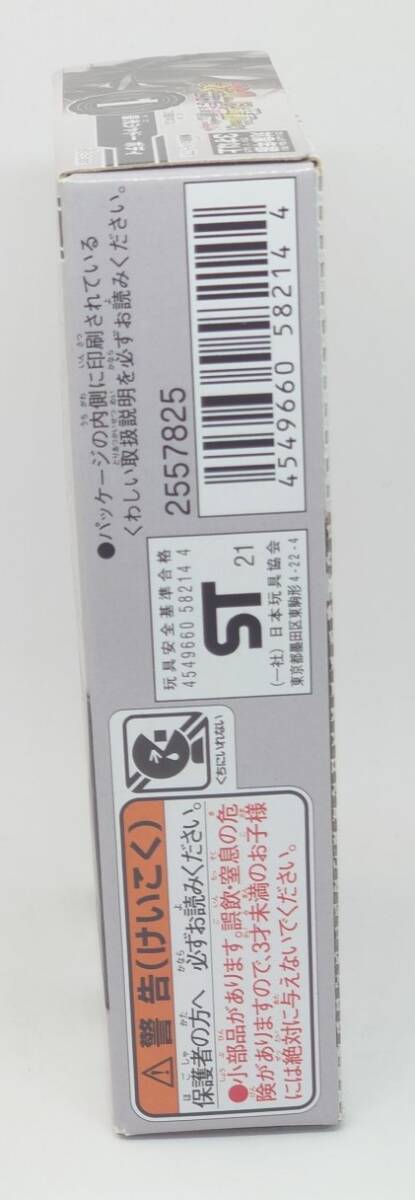 ●パッケージの内側に印刷されている
くわしい取扱説明を必ずお読みください。
2557825
4549660 58214 4
玩具安全基準合格
4549660 58214 4
ST 21
(一社)日本玩具協会
東京都墨田区東駒形4-22-4
くちにいれない
警告(けいこく)
保護者の方へ 必ずお読みください。
●小部品があります。誤飲・窒息の危
険がありますので、3才未満のお子様
には絶対に与えないでください。